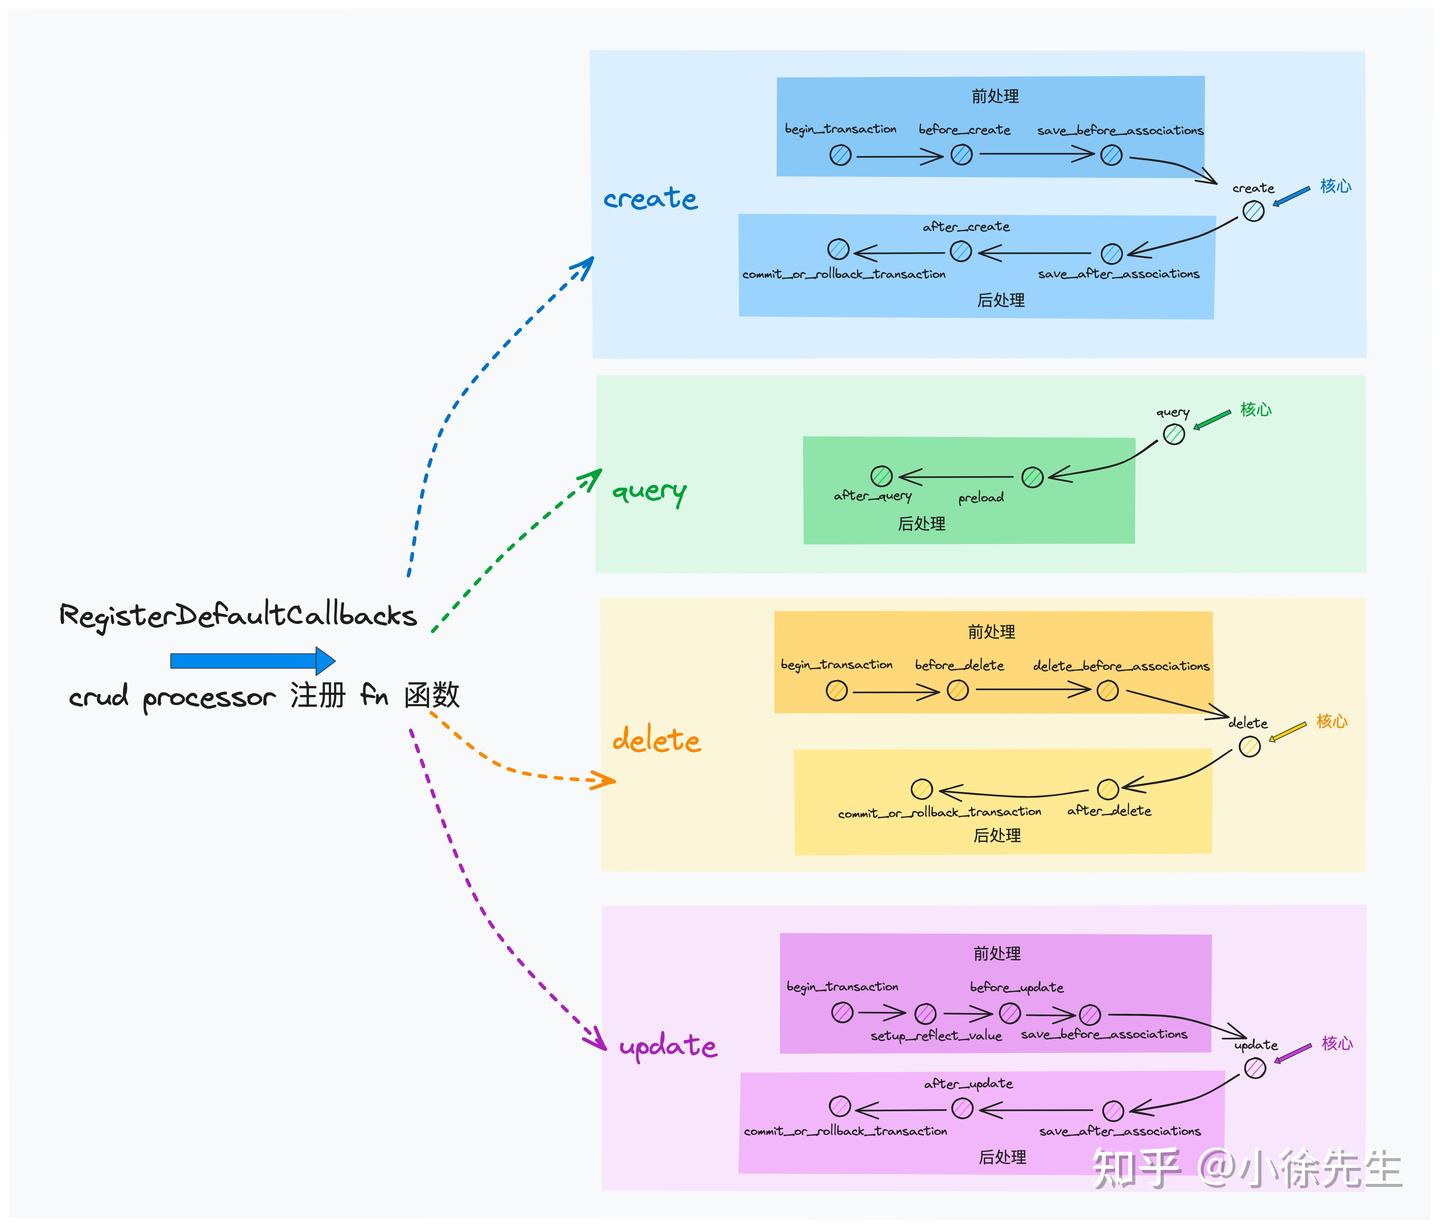 RegisterDefaultCallbacks
crud processor 注册 fn 函数
create
前处理
begin_transaction
before_create
save_before_associations
create
核心
after_create
commit_or_rollback_transaction
save_after_associations
后处理
query
query
核心
after_query
preload
后处理
delete
前处理
begin_transaction
before_delete
delete_before_associations
delete
核心
commit_or_rollback_transaction
after_delete
后处理
update
前处理
begin_transaction
before_update
setup_reflect_value
save_before_associations
update
核心
after_update
commit_or_rollback_transaction
save_after_associations
后处理
知乎 @小徐先生